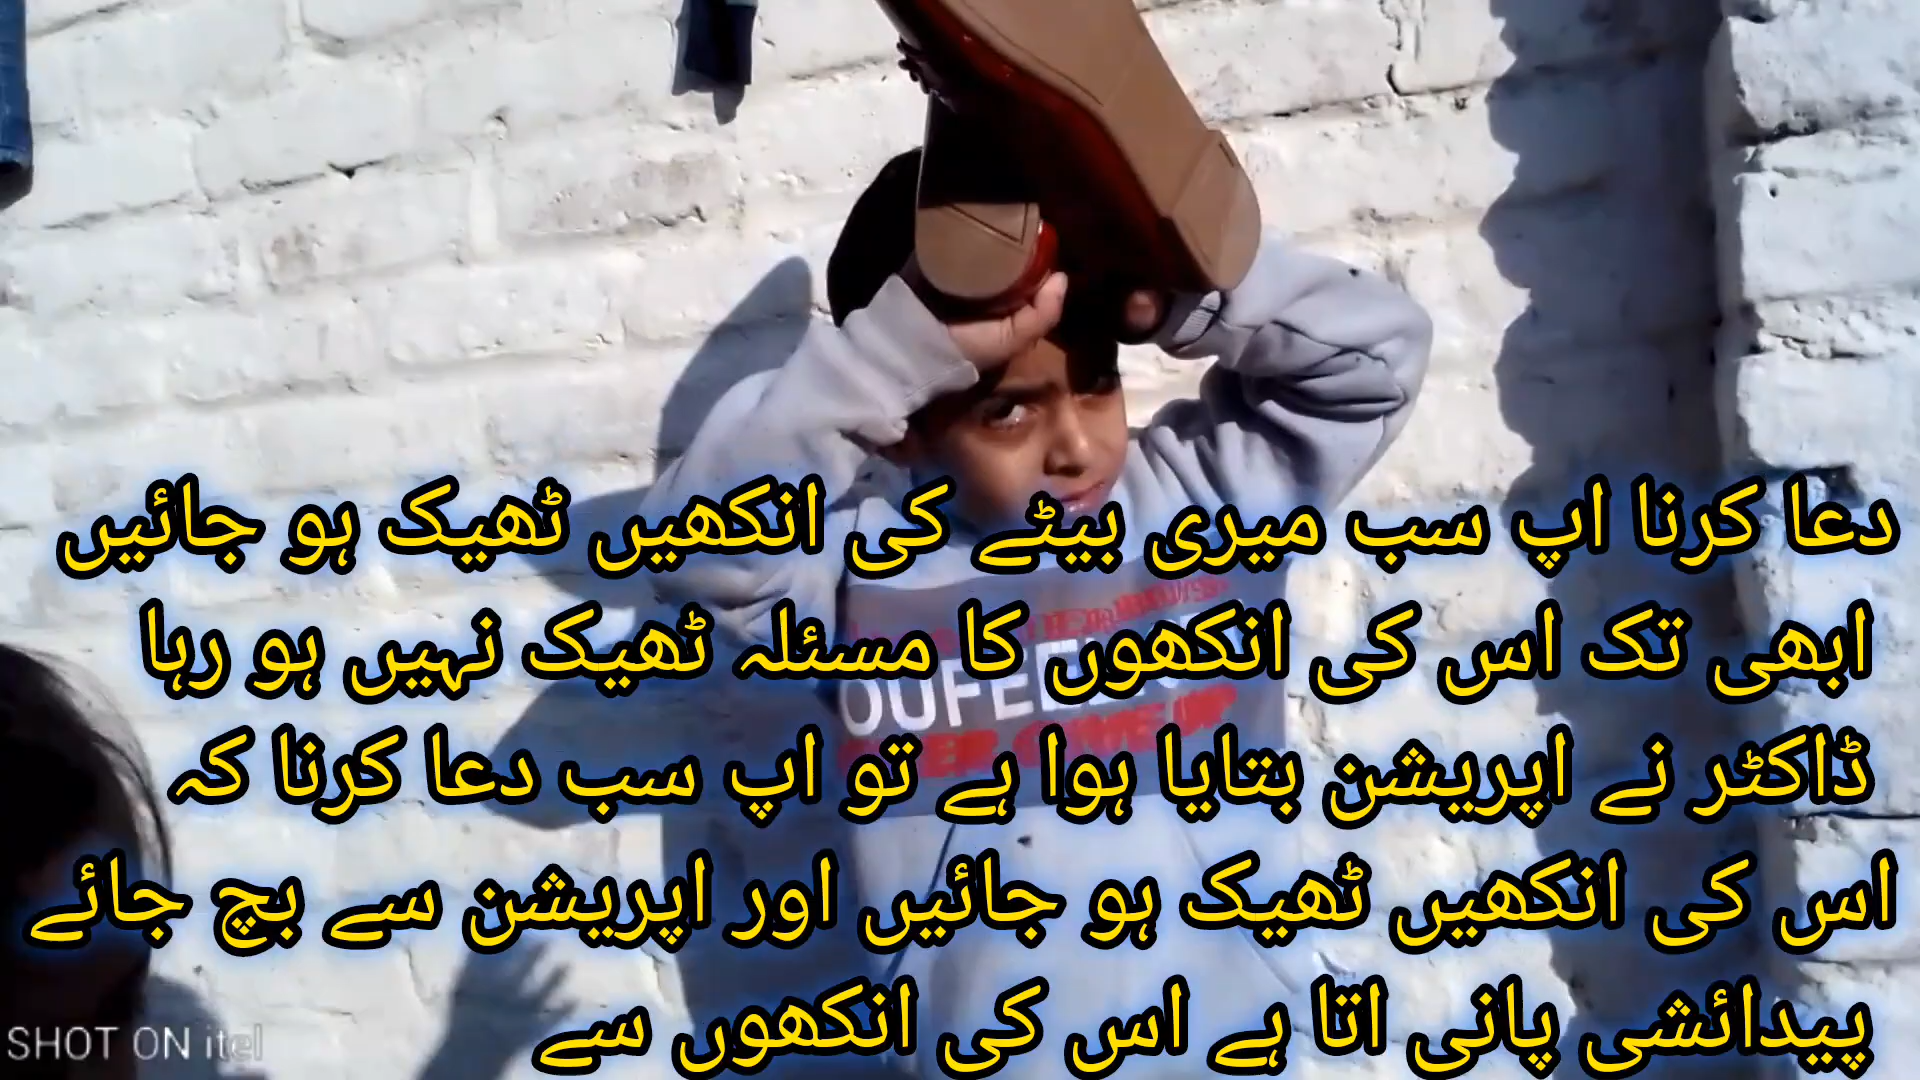 دعا کرنا اپ سب میری بیٹے کی انکھیں ٹھیک ہو جائیں
ابھی تک اس کی انکھوں کا مسئلہ ٹھیک نہیں ہو رہا
ڈاکٹر نے اپریشن بتایا ہوا ہے تو اپ سب دعا کرنا کہ
اس کی انکھیں ٹھیک ہو جائیں اور اپریشن سے بچ جائے
پیدائشی پانی اتا ہے اس کی انکھوں سے
SHOT ON itel